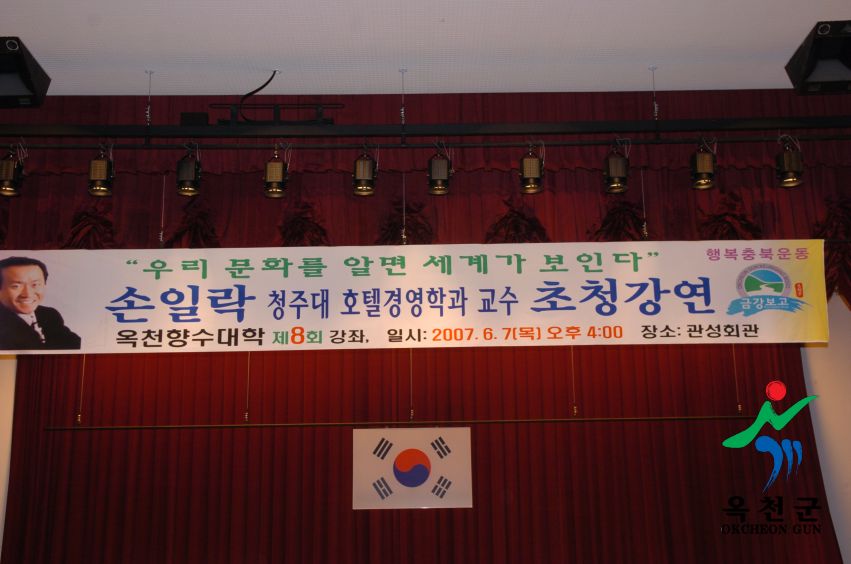 “우리 문화를 알면 세계가 보인다”
행복충북운동
손일락 청주대 호텔경영학과 교수 초청강연
금강보고
옥천향수대학 제8회 강좌, 일시: 2007. 6. 7(목) 오후 4:00 장소: 관성회관
옥천군
OKCHEON GUN